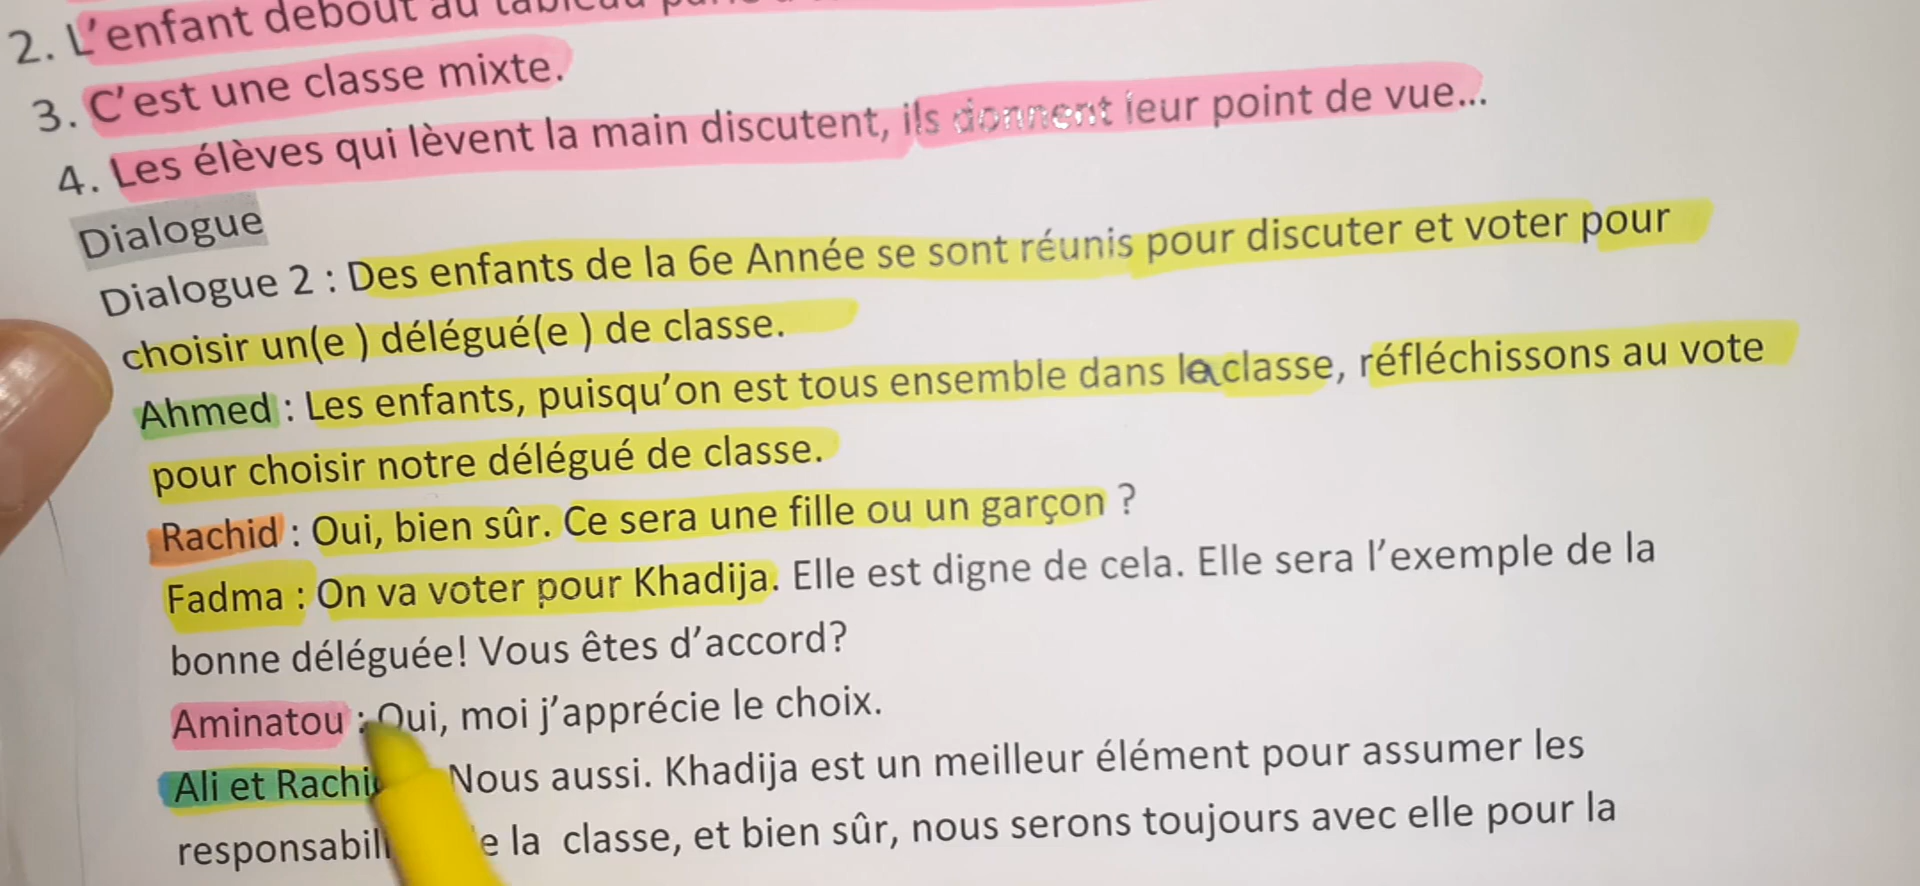 2. L'enfant debout au tableau
3. C'est une classe mixte.
4. Les élèves qui lèvent la main discutent, ils donnent leur point de vue...
Dialogue
Dialogue 2 : Des enfants de la 6e Année se sont réunis pour discuter et voter pour
choisir un(e ) délégué(e ) de classe.
Ahmed : Les enfants, puisqu'on est tous ensemble dans la classe, réfléchissons au vote
pour choisir notre délégué de classe.
Rachid : Oui, bien sûr. Ce sera une fille ou un garçon ?
Fadma : On va voter pour Khadija. Elle est digne de cela. Elle sera l'exemple de la
bonne déléguée! Vous êtes d'accord?
Aminatou : Oui, moi j'apprécie le choix.
Ali et Rachi Nous aussi. Khadija est un meilleur élément pour assumer les
responsabili e la classe, et bien sûr, nous serons toujours avec elle pour la